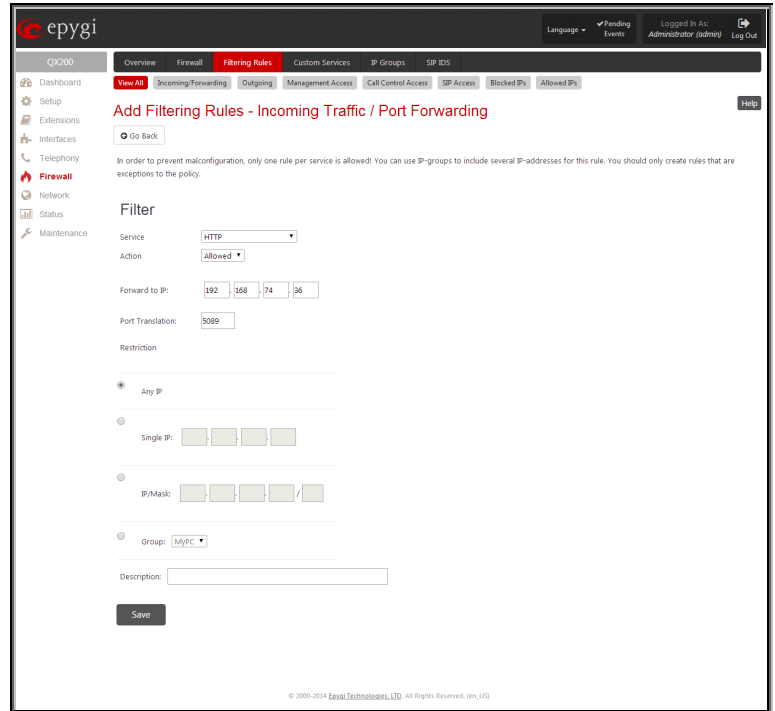 epygi
Language
Pending Events
Logged In As:
Administrator (admin)
Log Out
QX200
Overview Firewall Filtering Rules Custom Services IP Groups SIP IDS
View All Incoming/Forwarding Outgoing Management Access Call Control Access SIP Access Blocked IPs Allowed IPs
Dashboard
Setup
Extensions
Interfaces
Telephony
Firewall
Network
Status
Maintenance
Add Filtering Rules - Incoming Traffic / Port Forwarding
Help
Go Back
In order to prevent malconfiguration, only one rule per service is allowed! You can use IP-groups to include several IP-addresses for this rule. You should only create rules that are
exceptions to the policy.
Filter
Service HTTP
Action Allowed
Forward to IP: 192 . 168 . 74 . 36
Port Translation: 5089
Restriction
Any IP
Single IP: . . .
IP/Mask: . . . /
Group: MyPC
Description:
Save
© 2000-2014 Epygi Technologies, LTD. All Rights Reserved. (en_US)